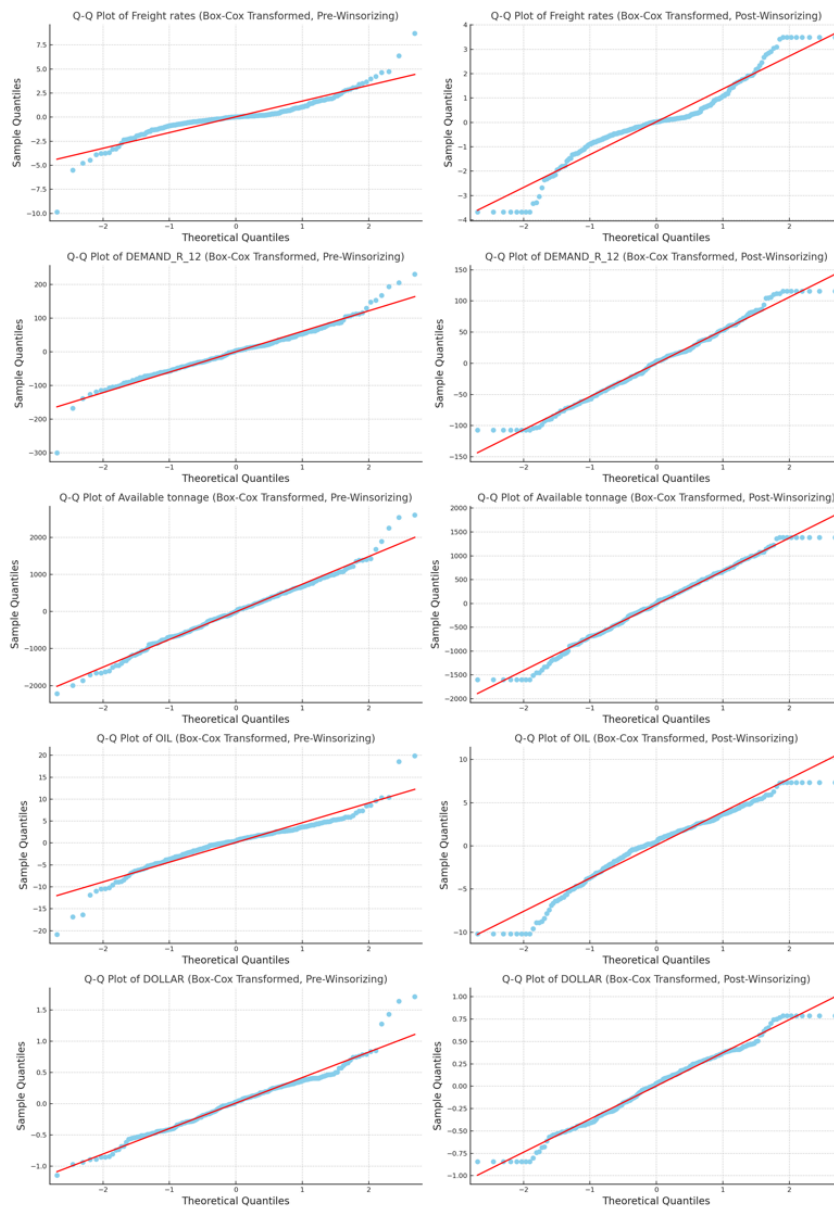 Q-Q Plot of Freight rates (Box-Cox Transformed, Pre-Winsorizing)
7.5
5.0
2.5
0.0
−2.5
−5.0
−7.5
−10.0
Sample Quantiles
−2 −1 0 1 2
Theoretical Quantiles
Q-Q Plot of Freight rates (Box-Cox Transformed, Post-Winsorizing)
4
3
2
1
0
−1
−2
−3
−4
Sample Quantiles
−2 −1 0 1 2
Theoretical Quantiles
Q-Q Plot of DEMAND_R_12 (Box-Cox Transformed, Pre-Winsorizing)
200
100
0
−100
−200
−300
Sample Quantiles
−2 −1 0 1 2
Theoretical Quantiles
Q-Q Plot of DEMAND_R_12 (Box-Cox Transformed, Post-Winsorizing)
150
100
50
0
−50
−100
−150
Sample Quantiles
−2 −1 0 1 2
Theoretical Quantiles
Q-Q Plot of Available tonnage (Box-Cox Transformed, Pre-Winsorizing)
2000
1000
0
−1000
−2000
Sample Quantiles
−2 −1 0 1 2
Theoretical Quantiles
Q-Q Plot of Available tonnage (Box-Cox Transformed, Post-Winsorizing)
2000
1500
1000
500
0
−500
−1000
−1500
−2000
Sample Quantiles
−2 −1 0 1 2
Theoretical Quantiles
Q-Q Plot of OIL (Box-Cox Transformed, Pre-Winsorizing)
20
15
10
5
0
−5
−10
−15
−20
Sample Quantiles
−2 −1 0 1 2
Theoretical Quantiles
Q-Q Plot of OIL (Box-Cox Transformed, Post-Winsorizing)
10
5
0
−5
−10
Sample Quantiles
−2 −1 0 1 2
Theoretical Quantiles
Q-Q Plot of DOLLAR (Box-Cox Transformed, Pre-Winsorizing)
1.5
1.0
0.5
0.0
−0.5
−1.0
Sample Quantiles
−2 −1 0 1 2
Theoretical Quantiles
Q-Q Plot of DOLLAR (Box-Cox Transformed, Post-Winsorizing)
1.00
0.75
0.50
0.25
0.00
−0.25
−0.50
−0.75
−1.00
Sample Quantiles
−2 −1 0 1 2
Theoretical Quantiles